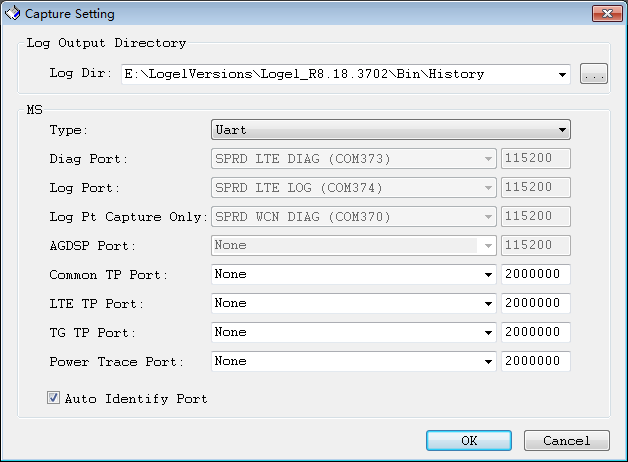 Capture Setting
Log Output Directory
Log Dir: E:\LogelVersions\Logel_R8.18.3702\Bin\History ...
MS
Type: Uart
Diag Port: SPRD LTE DIAG (COM373) 115200
Log Port: SPRD LTE LOG (COM374) 115200
Log Pt Capture Only: SPRD WCN DIAG (COM370) 115200
AGDSP Port: None 115200
Common TP Port: None 2000000
LTE TP Port: None 2000000
TG TP Port: None 2000000
Power Trace Port: None 2000000
Auto Identify Port
OK Cancel